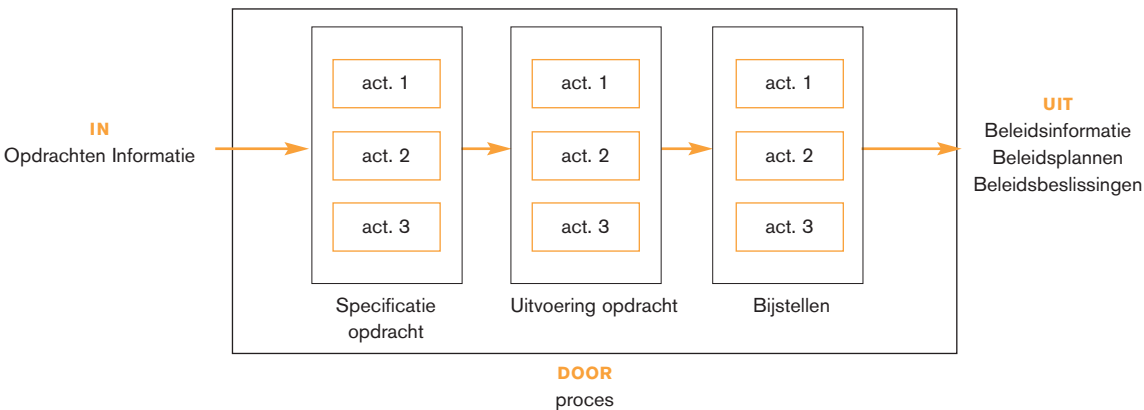 IN
Opdrachten Informatie
act. 1
act. 2
act. 3
Specificatie
opdracht
act. 1
act. 2
act. 3
Uitvoering opdracht
act. 1
act. 2
act. 3
Bijstellen
UIT
Beleidsinformatie
Beleidsplannen
Beleidsbeslissingen
DOOR
proces